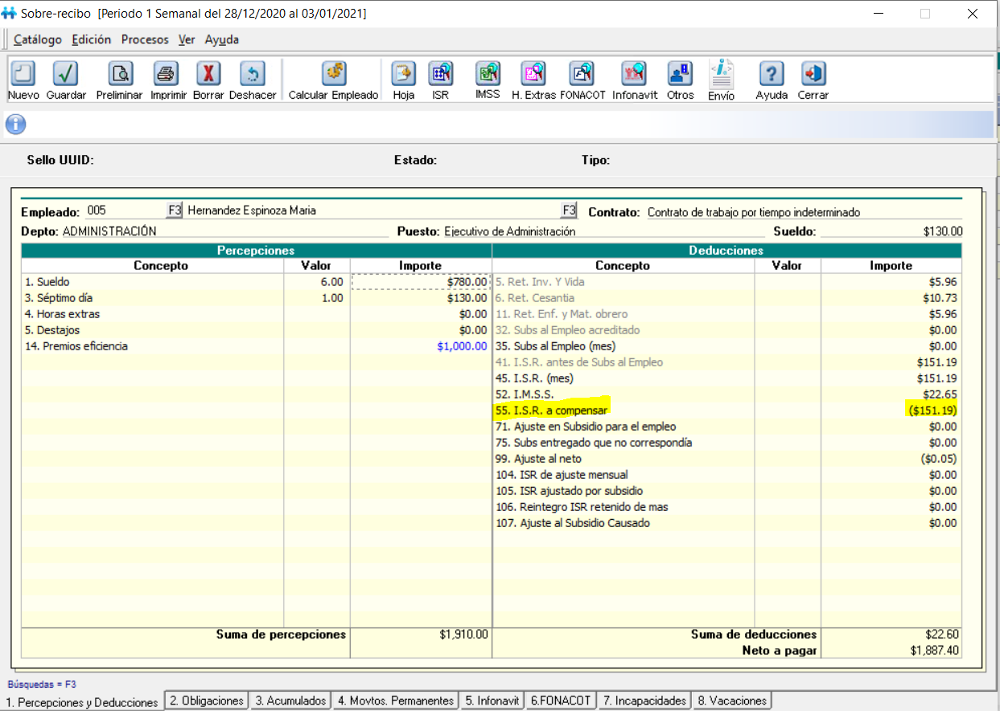 Sobre-recibo [Periodo 1 Semanal del 28/12/2020 al 03/01/2021]
Catálogo Edición Procesos Ver Ayuda
Nuevo Guardar Preliminar Imprimir Borrar Deshacer Calcular Empleado Hoja ISR IMSS H. Extras FONACOT Infonavit Otros Envío Ayuda Cerrar
Sello UUID: Estado: Tipo:
Empleado: 005 F3 Hernandez Espinoza Maria F3 Contrato: Contrato de trabajo por tiempo indeterminado
Depto: ADMINISTRACIÓN Puesto: Ejecutivo de Administración Sueldo: $130.00
Percepciones Deducciones
Concepto Valor Importe Concepto Valor Importe
1. Sueldo 6.00 $780.00 5. Ret. Inv. Y Vida $5.96
3. Séptimo día 1.00 $130.00 6. Ret. Cesantia $10.73
4. Horas extras $0.00 11. Ret. Enf. y Mat. obrero $5.96
5. Destajos $0.00 32. Subs al Empleo acreditado $0.00
14. Premios eficiencia $1,000.00 35. Subs al Empleo (mes) $0.00
41. I.S.R. antes de Subs al Empleo $151.19
45. I.S.R. (mes) $151.19
52. I.M.S.S. $22.65
55. I.S.R. a compensar ($151.19)
71. Ajuste en Subsidio para el empleo $0.00
75. Subs entregado que no correspondía $0.00
99. Ajuste al neto ($0.05)
104. ISR de ajuste mensual $0.00
105. ISR ajustado por subsidio $0.00
106. Reintegro ISR retenido de mas $0.00
107. Ajuste al Subsidio Causado $0.00
Suma de percepciones $1,910.00 Suma de deducciones $22.60
Neto a pagar $1,887.40
Búsquedas = F3
1. Percepciones y Deducciones 2. Obligaciones 3. Acumulados 4. Movtos. Permanentes 5. Infonavit 6.FONACOT 7. Incapacidades 8. Vacaciones